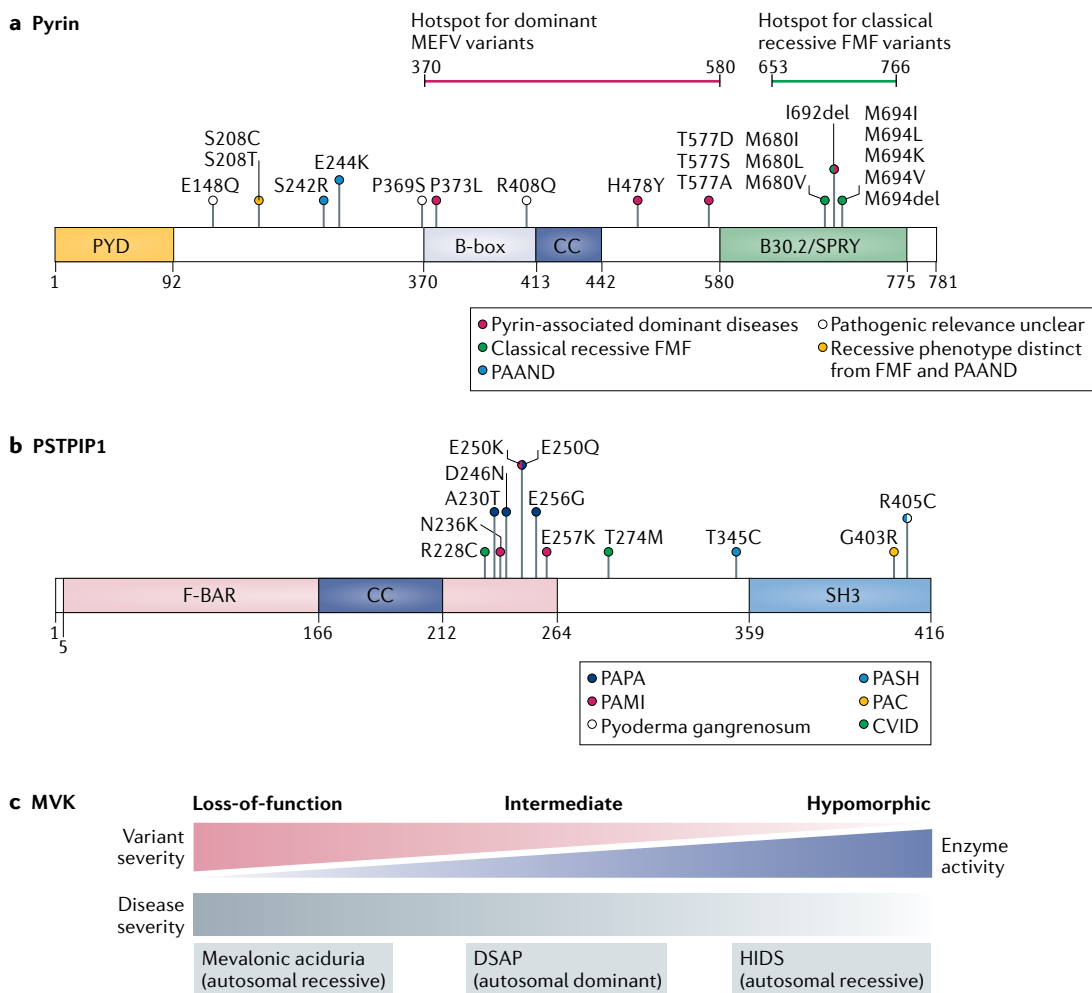 a Pyrin
Hotspot for dominant
MEFV variants
370 580
Hotspot for classical
recessive FMF variants
653 766
E148Q
S208C
S208T
S242R
E244K
P369S
P373L
R408Q
H478Y
T577D
T577S
T577A
M680I
M680L
M680V
I692del
M694I
M694L
M694K
M694V
M694del
PYD
B-box
CC
B30.2/SPRY
1 92 370 413 442 580 775 781
Pyrin-associated dominant diseases
Classical recessive FMF
PAAND
Pathogenic relevance unclear
Recessive phenotype distinct
from FMF and PAAND
b PSTPIP1
E250K E250Q
D246N
A230T
E256G
N236K
R228C
E257K
T274M
T345C
G403R
R405C
F-BAR
CC
SH3
1 5 166 212 264 359 416
PAPA
PAMI
Pyoderma gangrenosum
PASH
PAC
CVID
c MVK
Loss-of-function Intermediate Hypomorphic
Variant
severity
Enzyme
activity
Disease
severity
Mevalonic aciduria
(autosomal recessive)
DSAP
(autosomal dominant)
HIDS
(autosomal recessive)